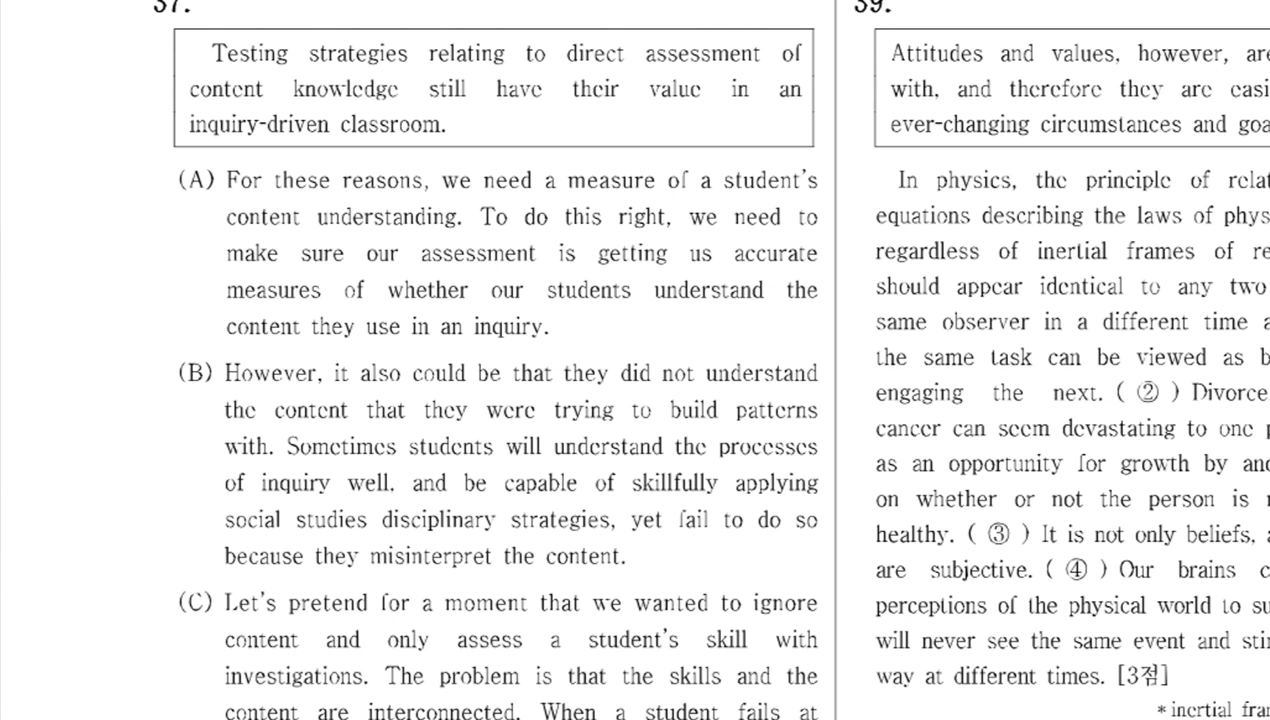 37.
Testing strategies relating to direct assessment of
content knowledge still have their value in an
inquiry-driven classroom.
(A) For these reasons, we need a measure of a student's
content understanding. To do this right, we need to
make sure our assessment is getting us accurate
measures of whether our students understand the
content they use in an inquiry.
(B) However, it also could be that they did not understand
the content that they were trying to build patterns
with. Sometimes students will understand the processes
of inquiry well, and be capable of skillfully applying
social studies disciplinary strategies, yet fail to do so
because they misinterpret the content.
(C) Let's pretend for a moment that we wanted to ignore
content and only assess a student's skill with
investigations. The problem is that the skills and the
content are interconnected. When a student fails at
39.
Attitudes and values, however, are
with, and therefore they are
ever-changing circumstances and
In physics, the principle of
equations describing the laws of
regardless of inertial frames of
should appear identical to any two
same observer in a different time
the same task can be viewed as
engaging the next. ( ② ) Divorce
cancer can seem devastating to one
as an opportunity for growth by
on whether or not the person is
healthy. ( ③ ) It is not only beliefs,
are subjective. ( ④ ) Our brains
perceptions of the physical world to
will never see the same event and
way at different times. [3점]
* inertial